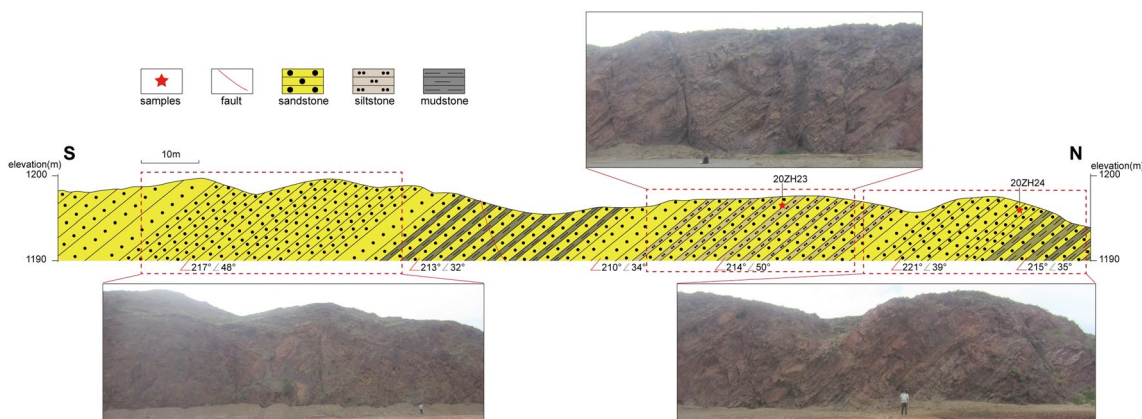 samples
fault
sandstone
siltstone
mudstone
S
N
elevation(m)
elevation(m)
10m
1200
1200
20ZH23
20ZH24
1190
1190
217° 48°
213° 32°
210° 34°
214° 50°
221° 39°
215° 35°